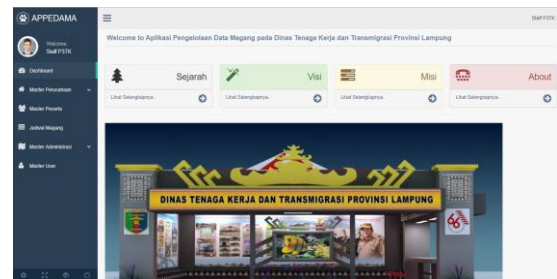 APPEDAMA
Staff P3TK
Welcome,
Staff P3TK
Welcome to Aplikasi Pengelolaan Data Magang pada Dinas Tenaga Kerja dan Transmigrasi Provinsi Lampung
Dashboard
Master Perusahaan
Master Peserta
Jadwal Magang
Master Administrasi
Master User
Sejarah
Visi
Misi
About
Lihat Selengkapnya..
Lihat Selengkapnya..
Lihat Selengkapnya..
Lihat Selengkapnya..
DINAS TENAGA KERJA DAN TRANSMIGRASI PROVINSI LAMPUNG